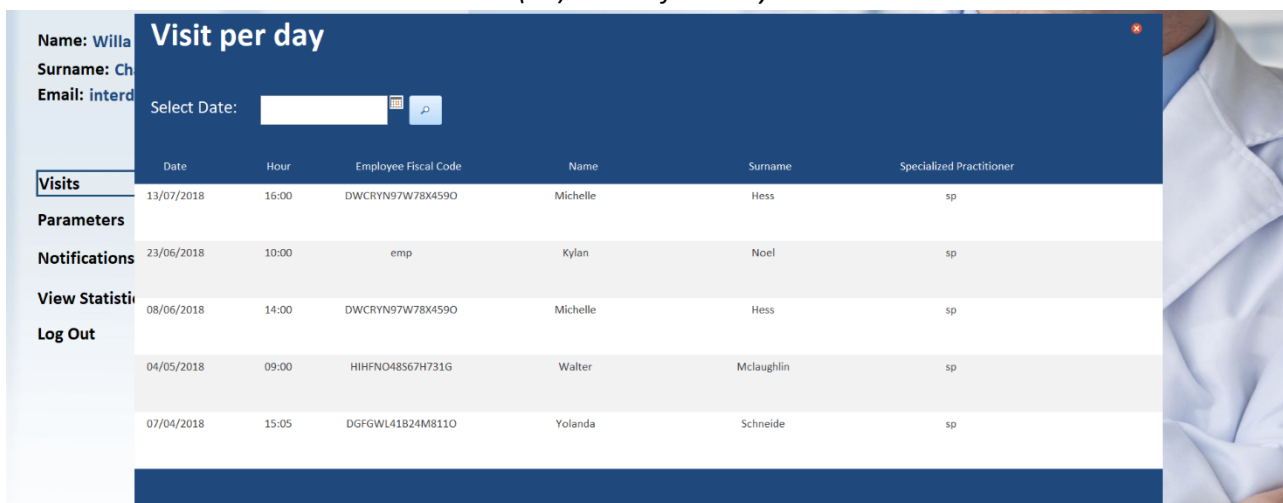 Visit per day
Name: Willa
Surname: Ch
Email: interd
Select Date:
Visits
Parameters
Notifications
View Statisti
Log Out
Date Hour Employee Fiscal Code Name Surname Specialized Practitioner
13/07/2018 16:00 DWCRYN97W78X459O Michelle Hess sp
23/06/2018 10:00 emp Kylan Noel sp
08/06/2018 14:00 DWCRYN97W78X459O Michelle Hess sp
04/05/2018 09:00 HIHFNO48S67H731G Walter Mclaughlin sp
07/04/2018 15:05 DGFGWL41B24M811O Yolanda Schneide sp